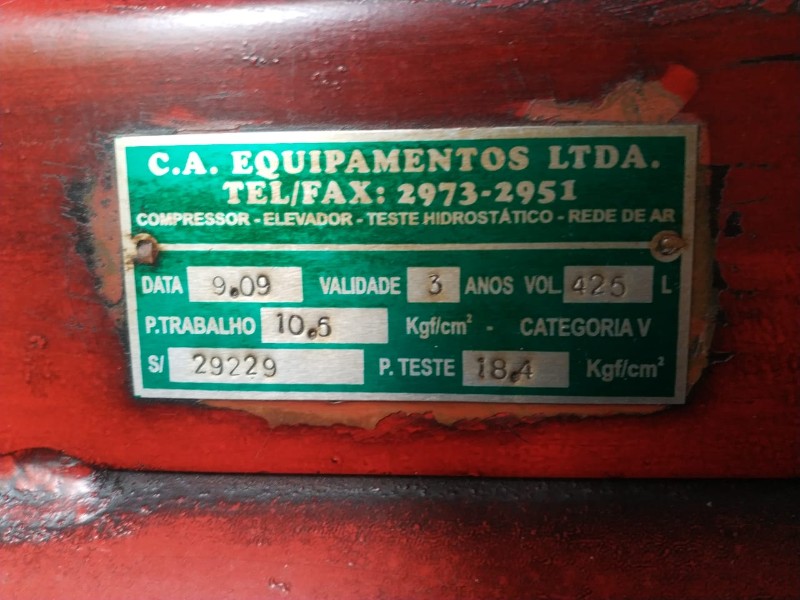 C.A. EQUIPAMENTOS LTDA.
TEL/FAX: 2973-2951
COMPRESSOR - ELEVADOR - TESTE HIDROSTÁTICO - REDE DE AR
DATA 9.09 VALIDADE 3 ANOS VOL. 425 L
P.TRABALHO 10.5 Kgf/cm² - CATEGORIA V
S/ 29229 P. TESTE 18.4 Kgf/cm²